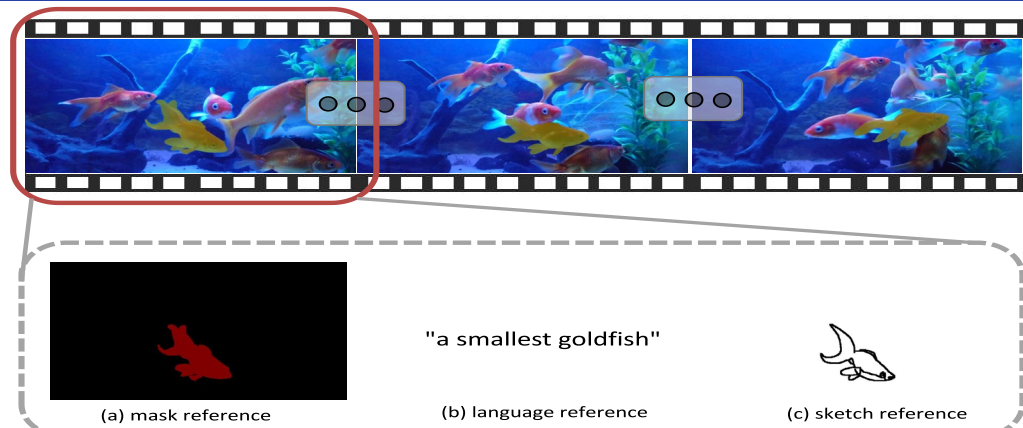 "a smallest goldfish"
(a) mask reference
(b) language reference
(c) sketch reference